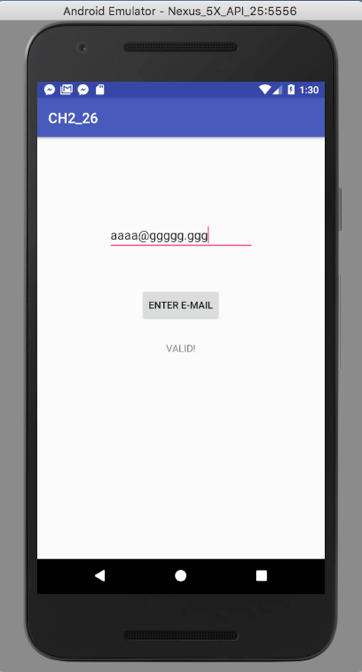 Android Emulator - Nexus_5X_API_25:5556
1:30
CH2_26
aaaa@ggggg.ggg
ENTER E-MAIL
VALID!